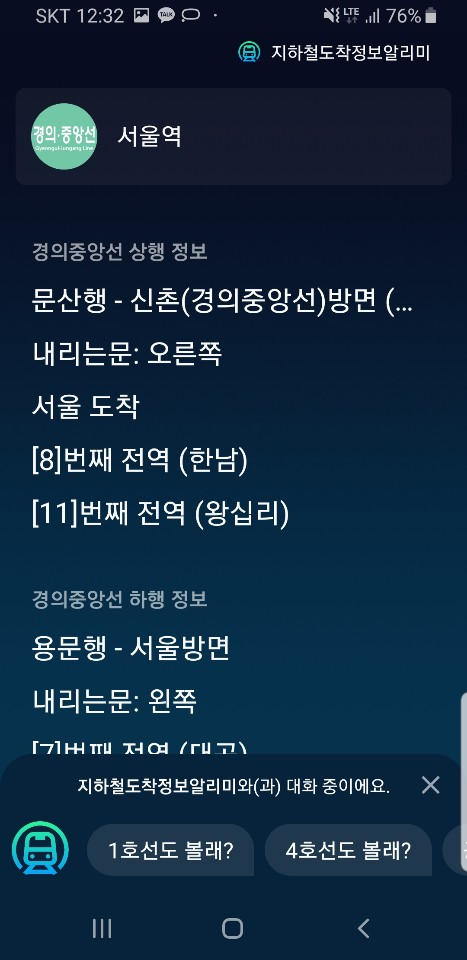 SKT 12:32 TALK · LTE 76%
지하철도착정보알리미
경의·중앙선
Gyeongui·Jungang Line
서울역
경의중앙선 상행 정보
문산행 - 신촌(경의중앙선)방면 (...
내리는문: 오른쪽
서울 도착
[8]번째 전역 (한남)
[11]번째 전역 (왕십리)
경의중앙선 하행 정보
용문행 - 서울방면
내리는문: 왼쪽
[7]번째 전역 (대곡)
지하철도착정보알리미와(과) 대화 중이에요.
1호선도 볼래?
4호선도 볼래?